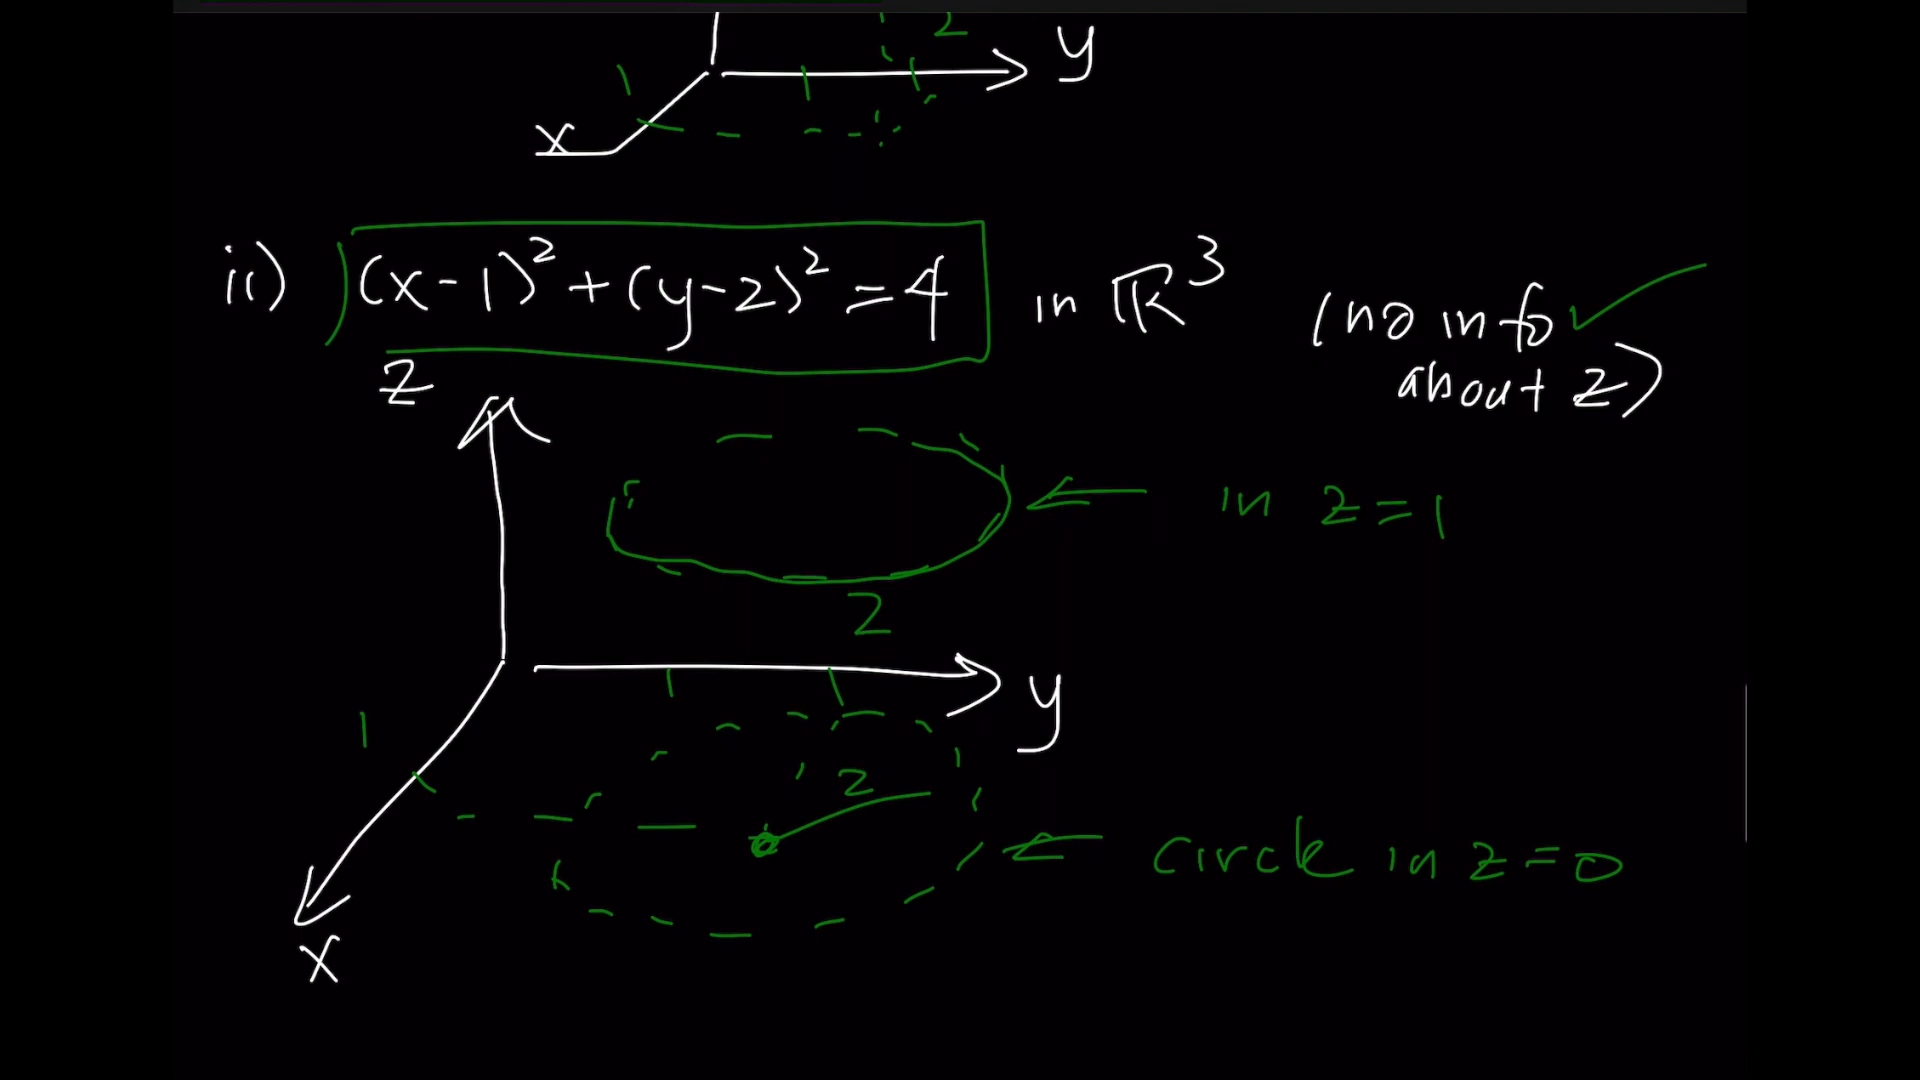 2
y
1
x
ii) (x-1)² + (y-2)² = 4 in ℝ³ (no info
about z)
z
in z = 1
2
y
1
2
circle in z = 0
x